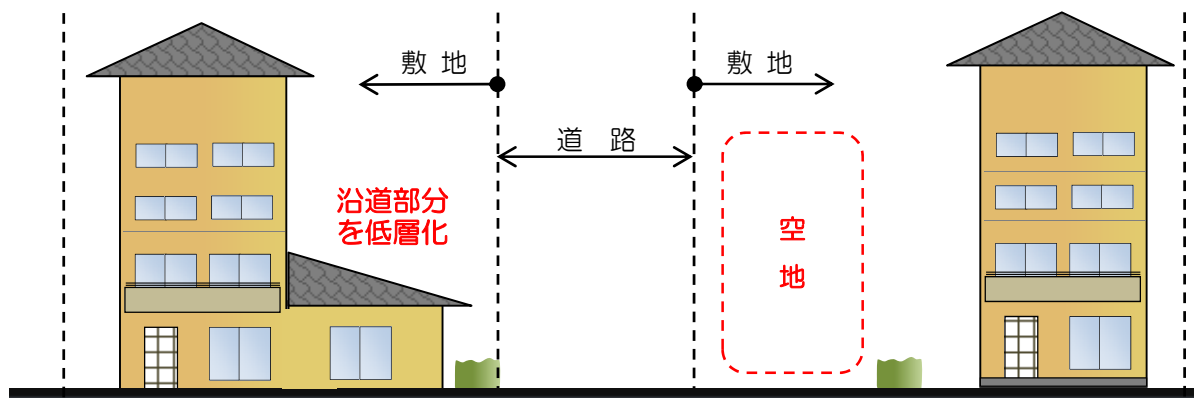 敷 地
敷 地
道 路
沿道部分
を低層化
空
地